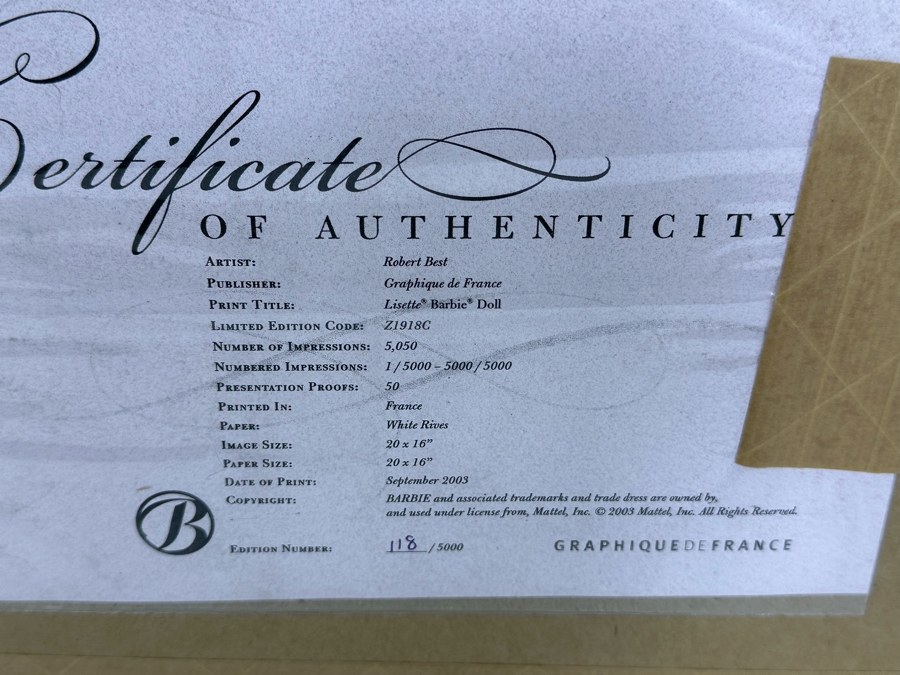 Certificate
OF AUTHENTICITY
ARTIST: Robert Best
PUBLISHER: Graphique de France
PRINT TITLE: Lisette® Barbie® Doll
LIMITED EDITION CODE: Z1918C
NUMBER OF IMPRESSIONS: 5,050
NUMBERED IMPRESSIONS: 1 / 5000 – 5000 / 5000
PRESENTATION PROOFS: 50
PRINTED IN: France
PAPER: White Rives
IMAGE SIZE: 20 x 16”
PAPER SIZE: 20 x 16”
DATE OF PRINT: September 2003
COPYRIGHT: BARBIE and associated trademarks and trade dress are owned by,
and used under license from, Mattel, Inc. © 2003 Mattel, Inc. All Rights Reserved.
B
EDITION NUMBER: 118 / 5000 GRAPHIQUEDEFRANCE